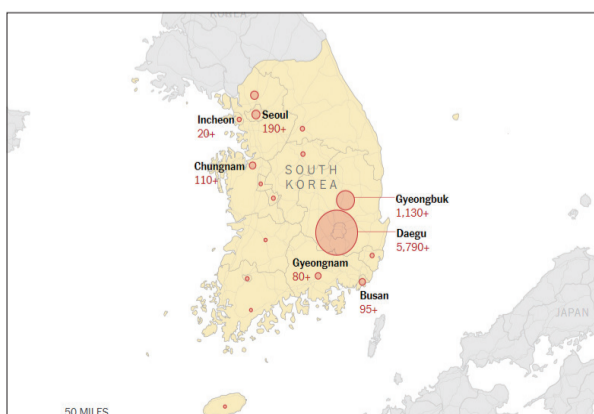 KOREA
Incheon
20+
Seoul
190+
Chungnam
110+
SOUTH
KOREA
Gyeongbuk
1,130+
Daegu
5,790+
Gyeongnam
80+
Busan
95+
JAPAN
50 MILES